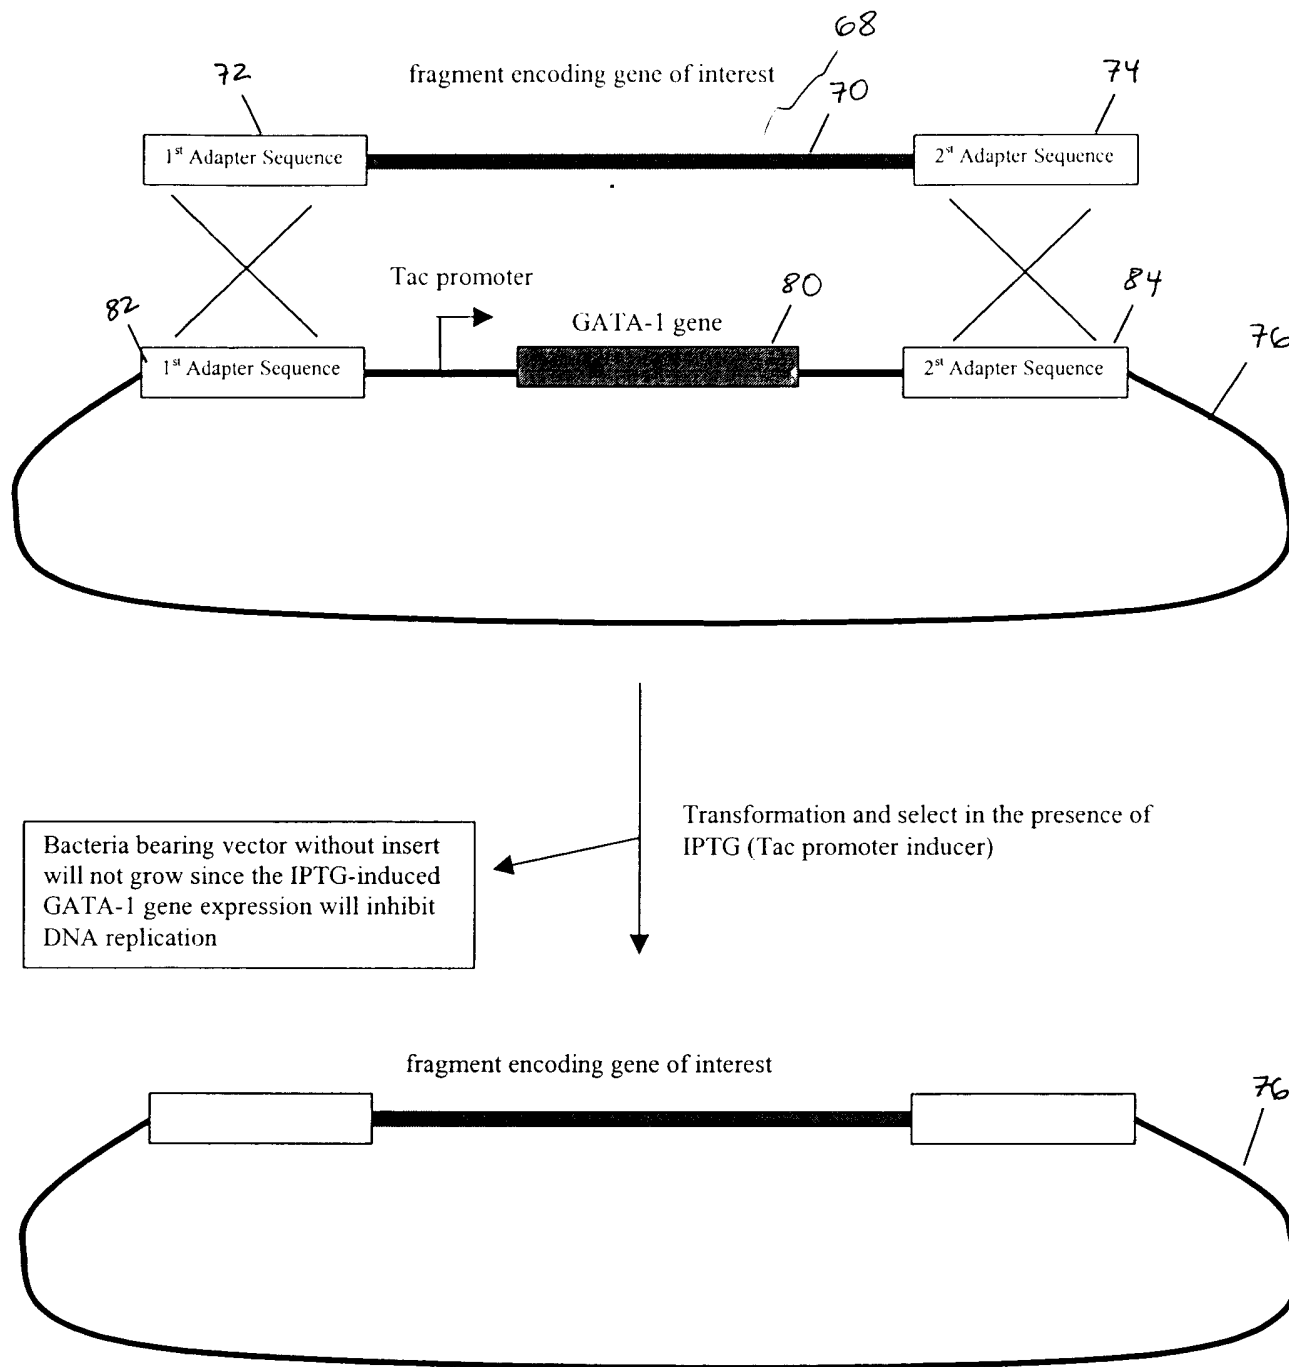 68
72
fragment encoding gene of interest
70
74
1st Adapter Sequence
2st Adapter Sequence
Tac promoter
80
84
82
GATA-1 gene
76
1st Adapter Sequence
2st Adapter Sequence
Transformation and select in the presence of
IPTG (Tac promoter inducer)
Bacteria bearing vector without insert
will not grow since the IPTG-induced
GATA-1 gene expression will inhibit
DNA replication
fragment encoding gene of interest
76